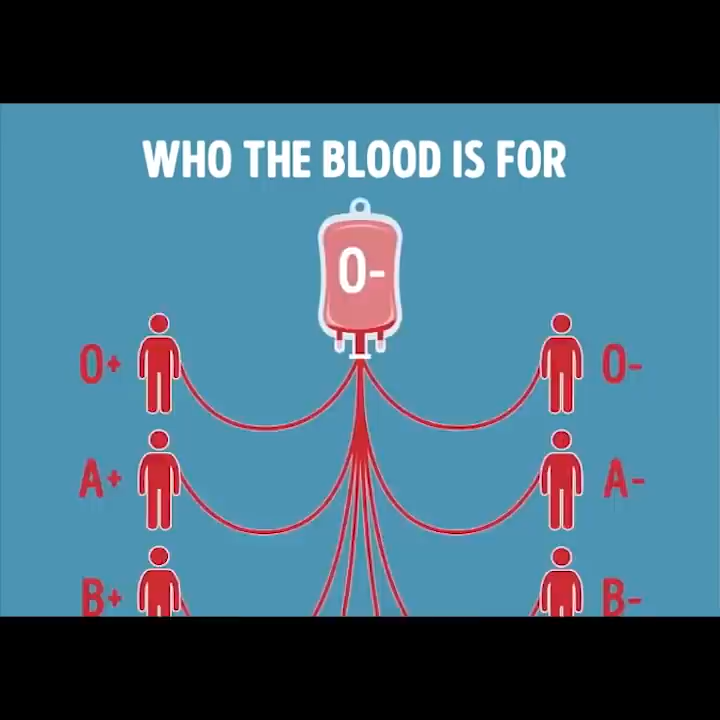 WHO THE BLOOD IS FOR
O-
O+
O-
A+
A-
B+
B-